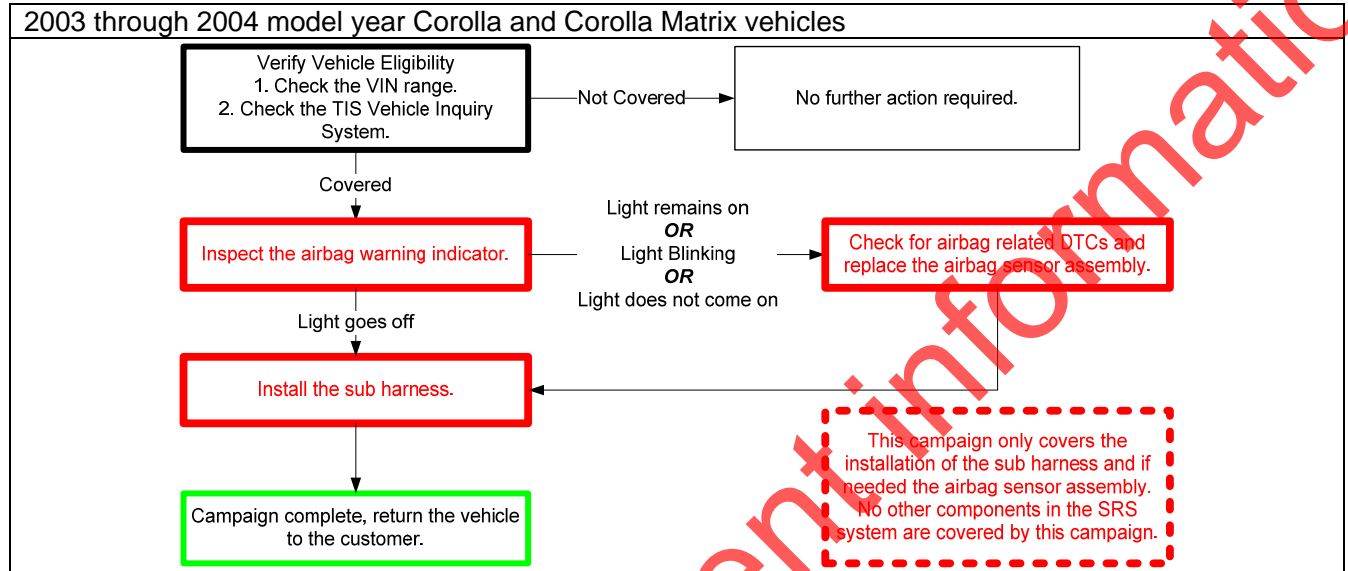 2003 through 2004 model year Corolla and Corolla Matrix vehicles
Verify Vehicle Eligibility
1. Check the VIN range.
2. Check the TIS Vehicle Inquiry
System.
Not Covered
No further action required.
Covered
Inspect the airbag warning indicator.
Light remains on
OR
Light Blinking
OR
Light does not come on
Check for airbag related DTCs and
replace the airbag sensor assembly.
Light goes off
Install the sub harness.
This campaign only covers the
installation of the sub harness and if
needed the airbag sensor assembly.
No other components in the SRS
system are covered by this campaign.
Campaign complete, return the vehicle
to the customer.
ent informatic